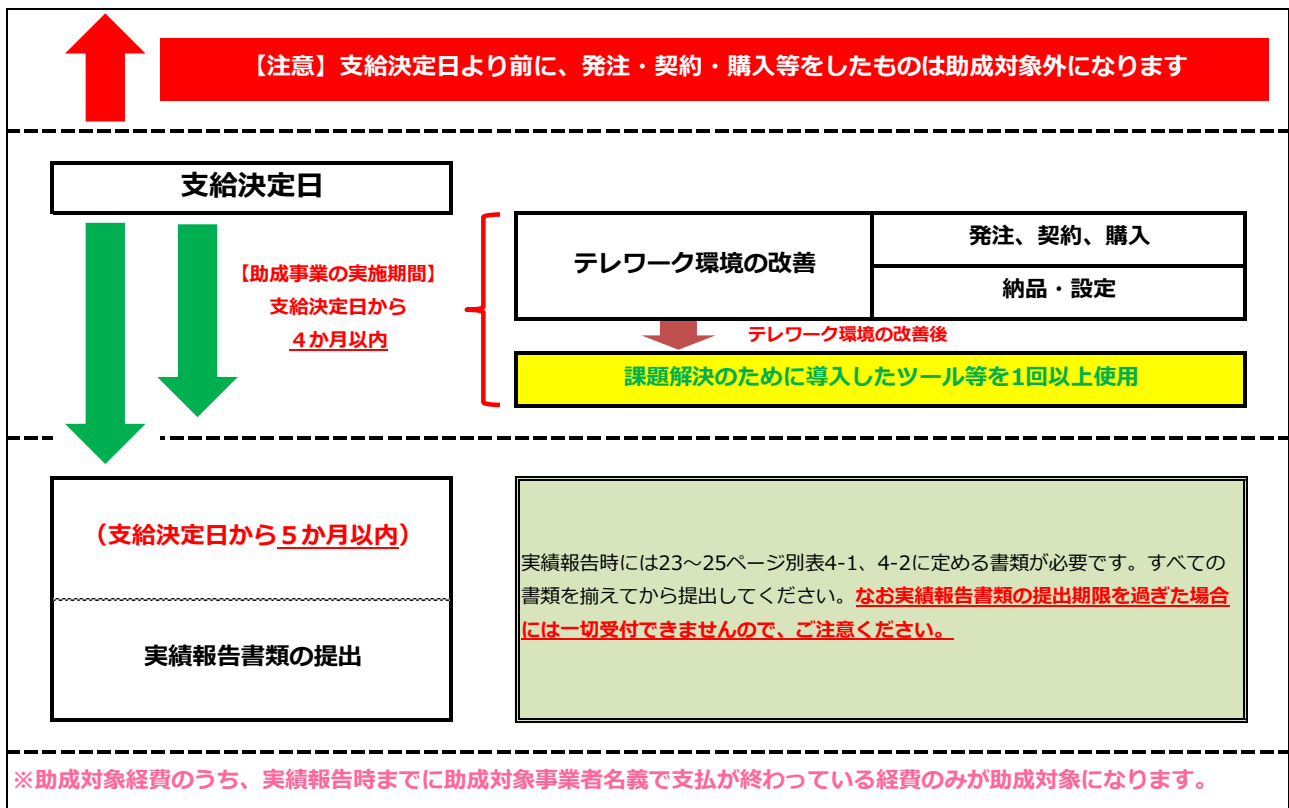 【注意】支給決定日より前に、発注・契約・購入等をしたものは助成対象外になります
支給決定日
【助成事業の実施期間】
支給決定日から
４か月以内
テレワーク環境の改善
発注、契約、購入
納品・設定
テレワーク環境の改善後
課題解決のために導入したツール等を1回以上使用
（支給決定日から５か月以内）
実績報告書類の提出
実績報告時には23～25ページ別表4-1、4-2に定める書類が必要です。すべての
書類を揃えてから提出してください。なお実績報告書類の提出期限を過ぎた場合
には一切受付できませんので、ご注意ください。
※助成対象経費のうち、実績報告時までに助成対象事業者名義で支払が終わっている経費のみが助成対象になります。